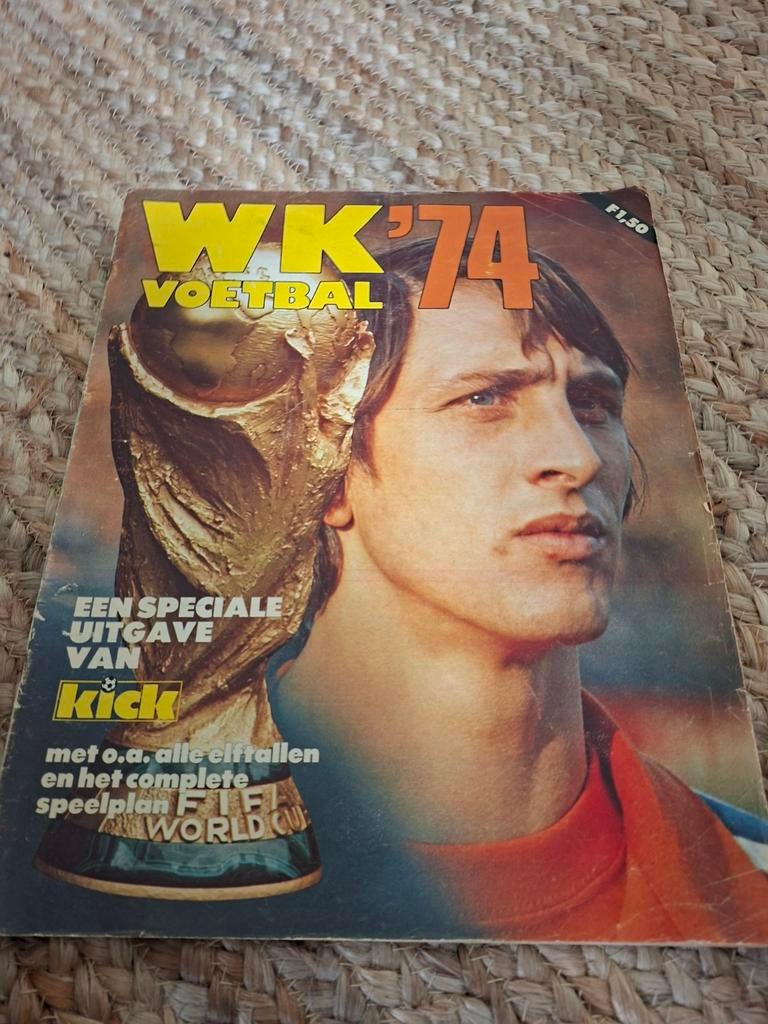 WK '74
VOETBAL
F1,50
EEN SPECIALE
UITGAVE
VAN
kick
met o.a. alle elftallen
en het complete
speelplan
FIFA
WORLD CU